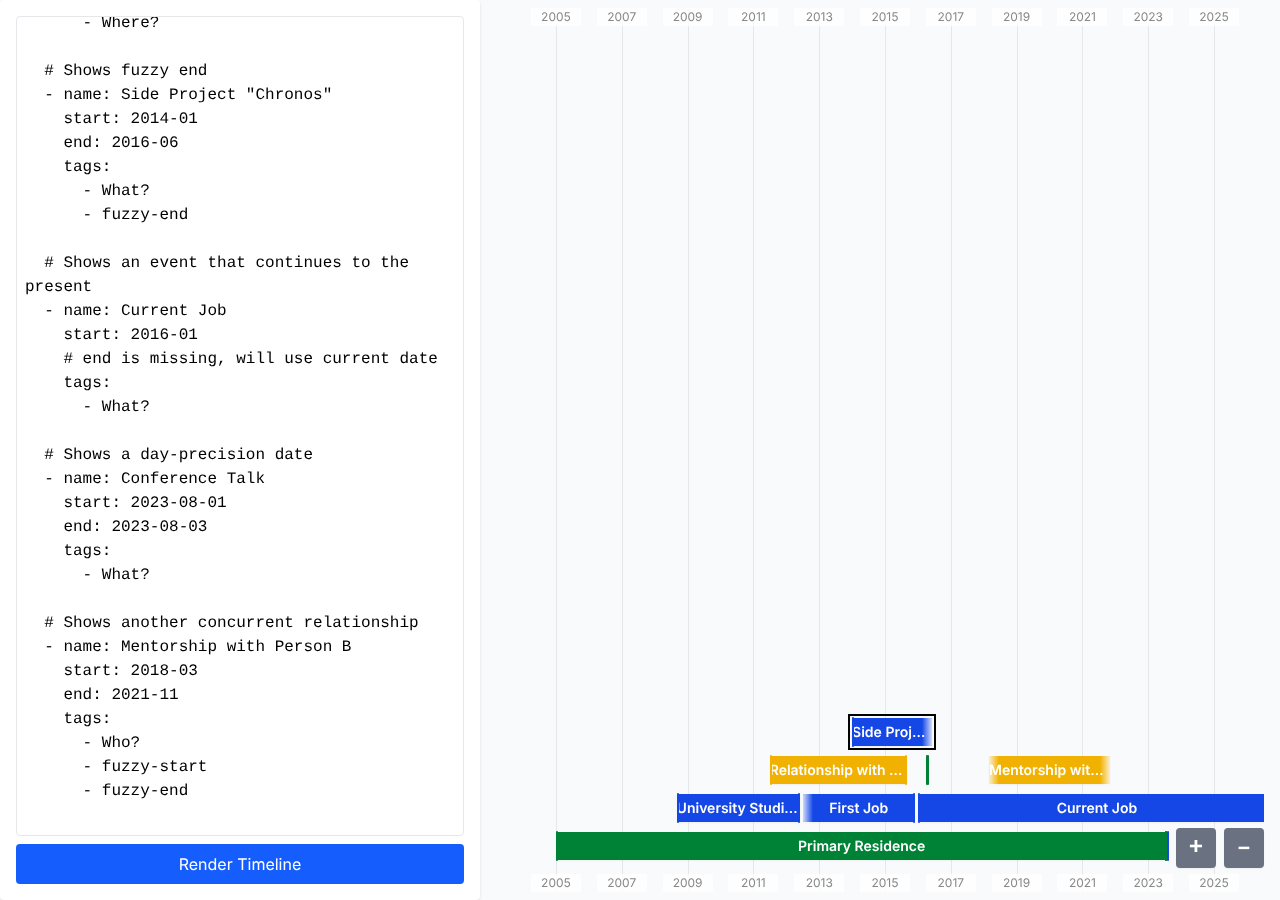 - Where?
# Shows fuzzy end
- name: Side Project "Chronos"
start: 2014-01
end: 2016-06
tags:
- What?
- fuzzy-end
# Shows an event that continues to the
present
- name: Current Job
start: 2016-01
# end is missing, will use current date
tags:
- What?
# Shows a day-precision date
- name: Conference Talk
start: 2023-08-01
end: 2023-08-03
tags:
- What?
# Shows another concurrent relationship
- name: Mentorship with Person B
start: 2018-03
end: 2021-11
tags:
- Who?
- fuzzy-start
- fuzzy-end
Render Timeline
2005 2007 2009 2011 2013 2015 2017 2019 2021 2023 2025
Side Proj...
Relationship with ... Mentorship wit...
University Studi... First Job Current Job
Primary Residence + −
2005 2007 2009 2011 2013 2015 2017 2019 2021 2023 2025